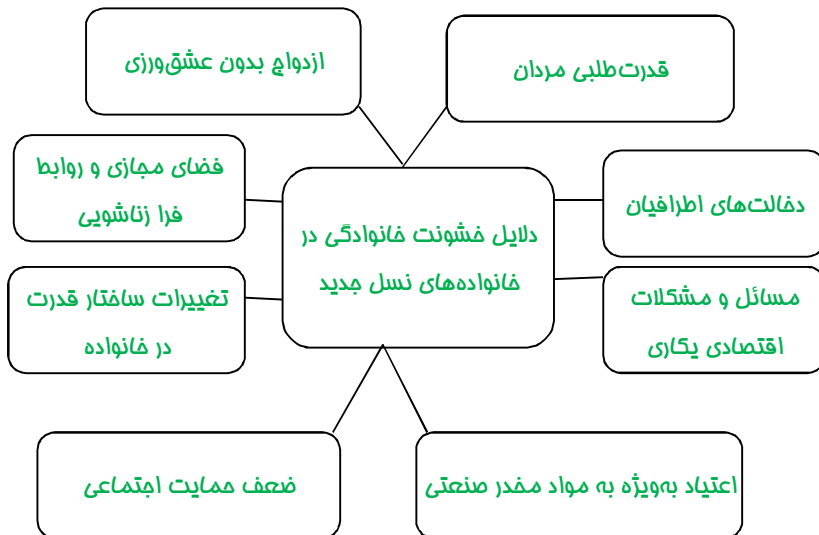 قدرت‌طلبی مردان
ازدواج بدون عشق‌ورزی
دخالت‌های اطرافیان
فضای مجازی و روابط
فرا زناشویی
دلایل خشونت خانوادگی در
خانواده‌های نسل جدید
مسائل و مشکلات
اقتصادی یکاری
تغییرات ساختار قدرت
در خانواده
اعتیاد به‌ویژه به مواد مخدر صنعتی
ضعف حمایت اجتماعی